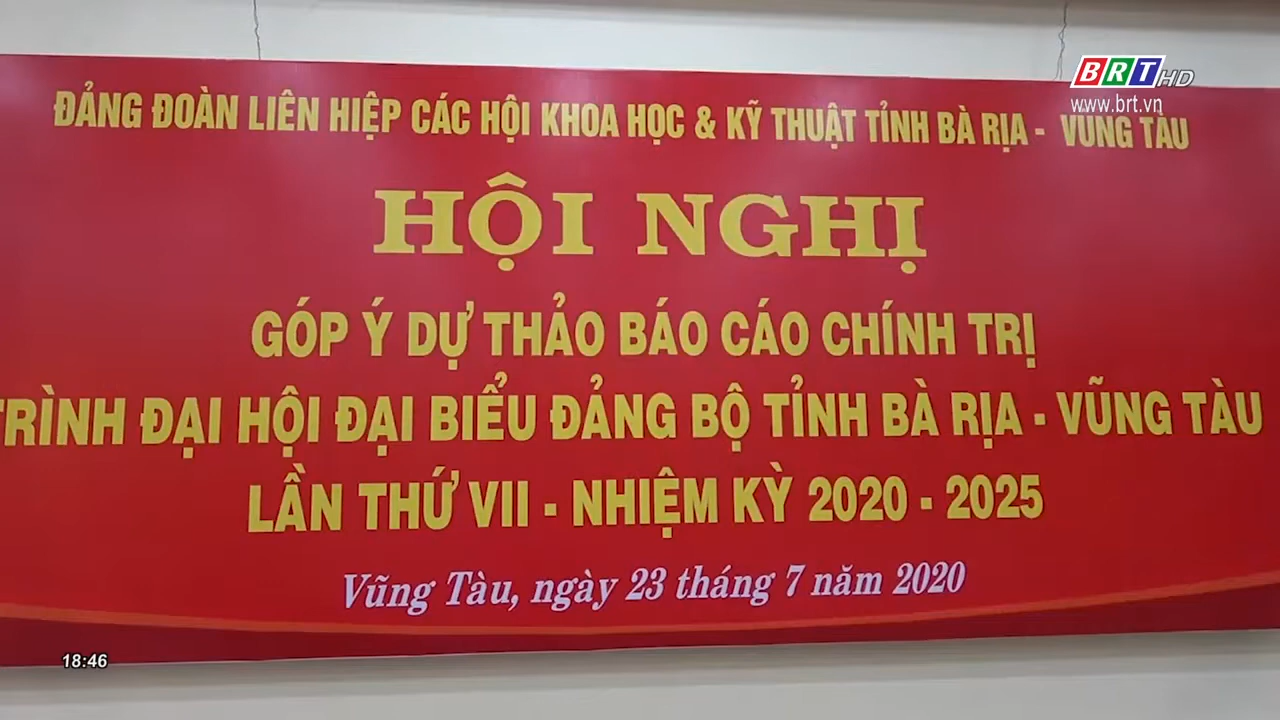 BRT HD
www.brt.vn
ĐẢNG ĐOÀN LIÊN HIỆP CÁC HỘI KHOA HỌC & KỸ THUẬT TỈNH BÀ RỊA - VŨNG TÀU
HỘI NGHỊ
GÓP Ý DỰ THẢO BÁO CÁO CHÍNH TRỊ
TRÌNH ĐẠI HỘI ĐẠI BIỂU ĐẢNG BỘ TỈNH BÀ RỊA - VŨNG TÀU
LẦN THỨ VII - NHIỆM KỲ 2020 - 2025
Vũng Tàu, ngày 23 tháng 7 năm 2020
18:46